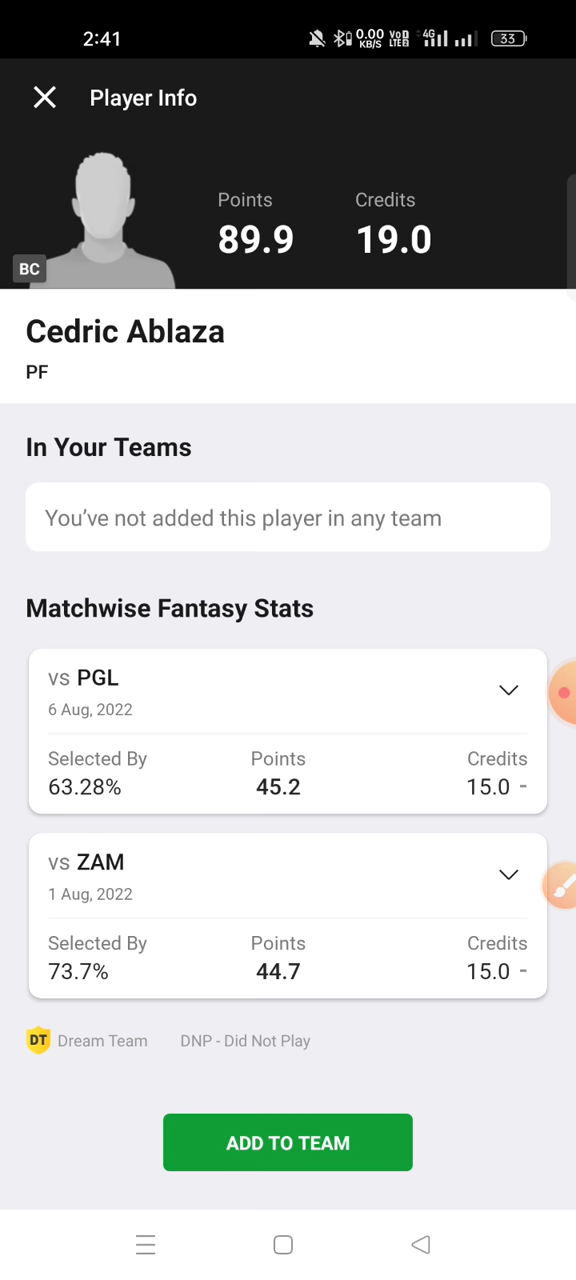 2:41 0.00 KB/S VoD LTE 4G 33
Player Info
Points Credits
89.9 19.0
BC
Cedric Ablaza
PF
In Your Teams
You’ve not added this player in any team
Matchwise Fantasy Stats
vs PGL
6 Aug, 2022
Selected By Points Credits
63.28% 45.2 15.0 -
vs ZAM
1 Aug, 2022
Selected By Points Credits
73.7% 44.7 15.0 -
DT Dream Team DNP - Did Not Play
ADD TO TEAM